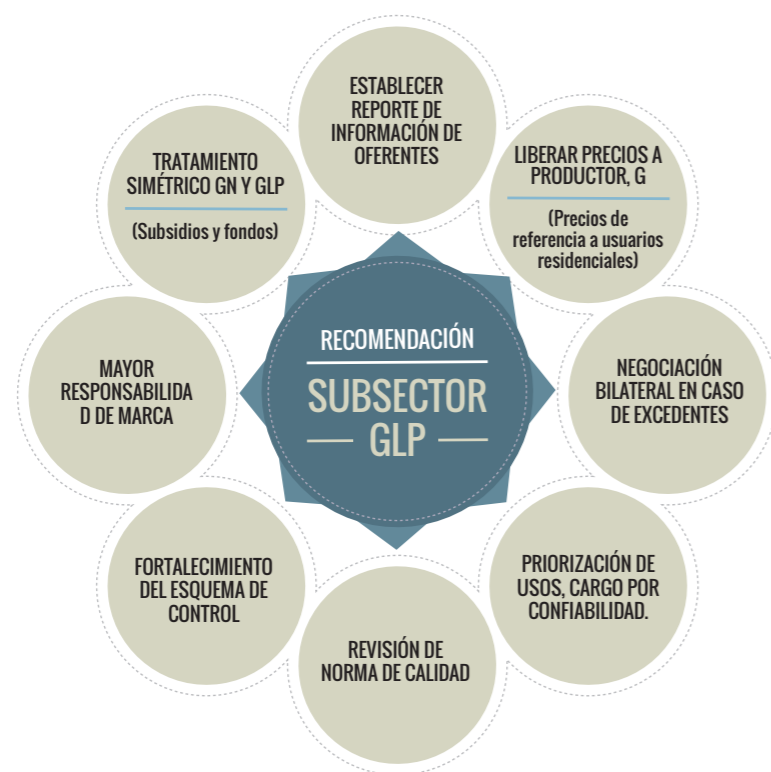 ESTABLECER
REPORTE DE
INFORMACIÓN DE
OFERENTES
LIBERAR PRECIOS A
PRODUCTOR, G
(Precios de
referencia a usuarios
residenciales)
NEGOCIACIÓN
BILATERAL EN CASO
DE EXCEDENTES
PRIORIZACIÓN DE
USOS, CARGO POR
CONFIABILIDAD.
REVISIÓN DE
NORMA DE CALIDAD
FORTALECIMIENTO
DEL ESQUEMA DE
CONTROL
MAYOR
RESPONSABILIDA
D DE MARCA
TRATAMIENTO
SIMÉTRICO GN Y GLP
(Subsidios y fondos)
RECOMENDACIÓN
SUBSECTOR
GLP